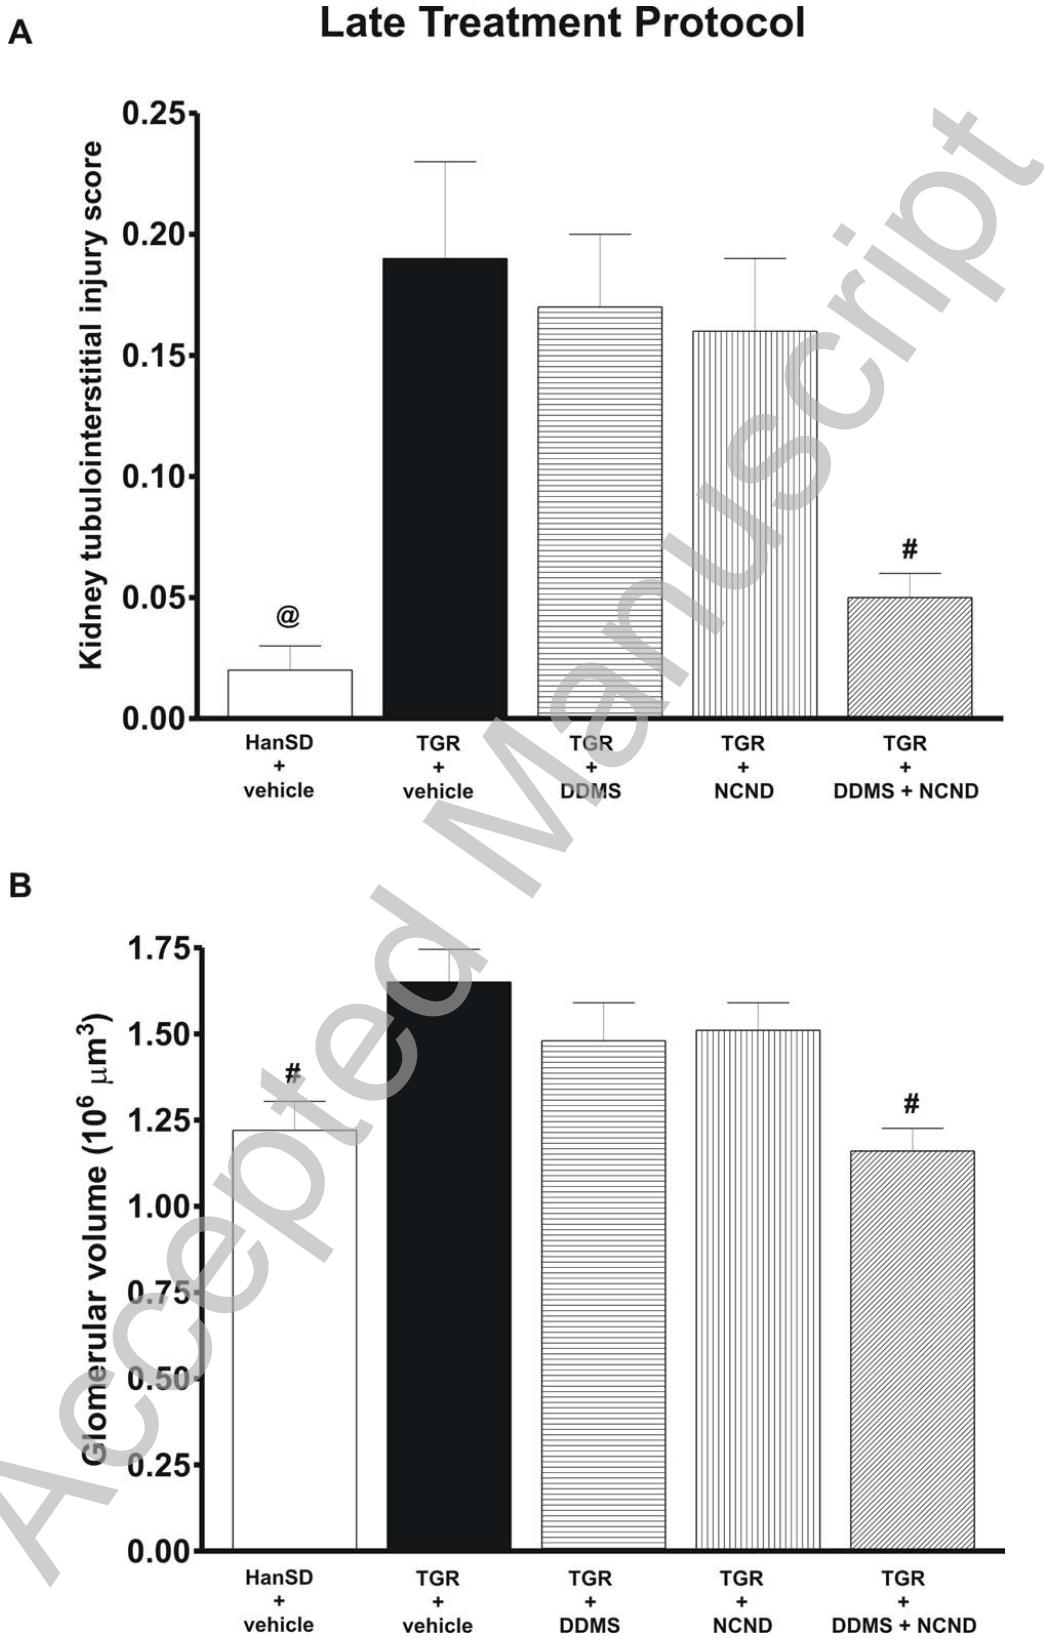 Late Treatment Protocol
A
Kidney tubulointerstitial injury score
0.25
0.20
0.15
0.10
0.05
0.00
@
#
HanSD
+
vehicle
TGR
+
vehicle
TGR
+
DDMS
TGR
+
NCND
TGR
+
DDMS + NCND
B
Glomerular volume (10⁶ µm³)
1.75
1.50
1.25
1.00
0.75
0.50
0.25
0.00
#
#
HanSD
+
vehicle
TGR
+
vehicle
TGR
+
DDMS
TGR
+
NCND
TGR
+
DDMS + NCND
Accepted Manuscript